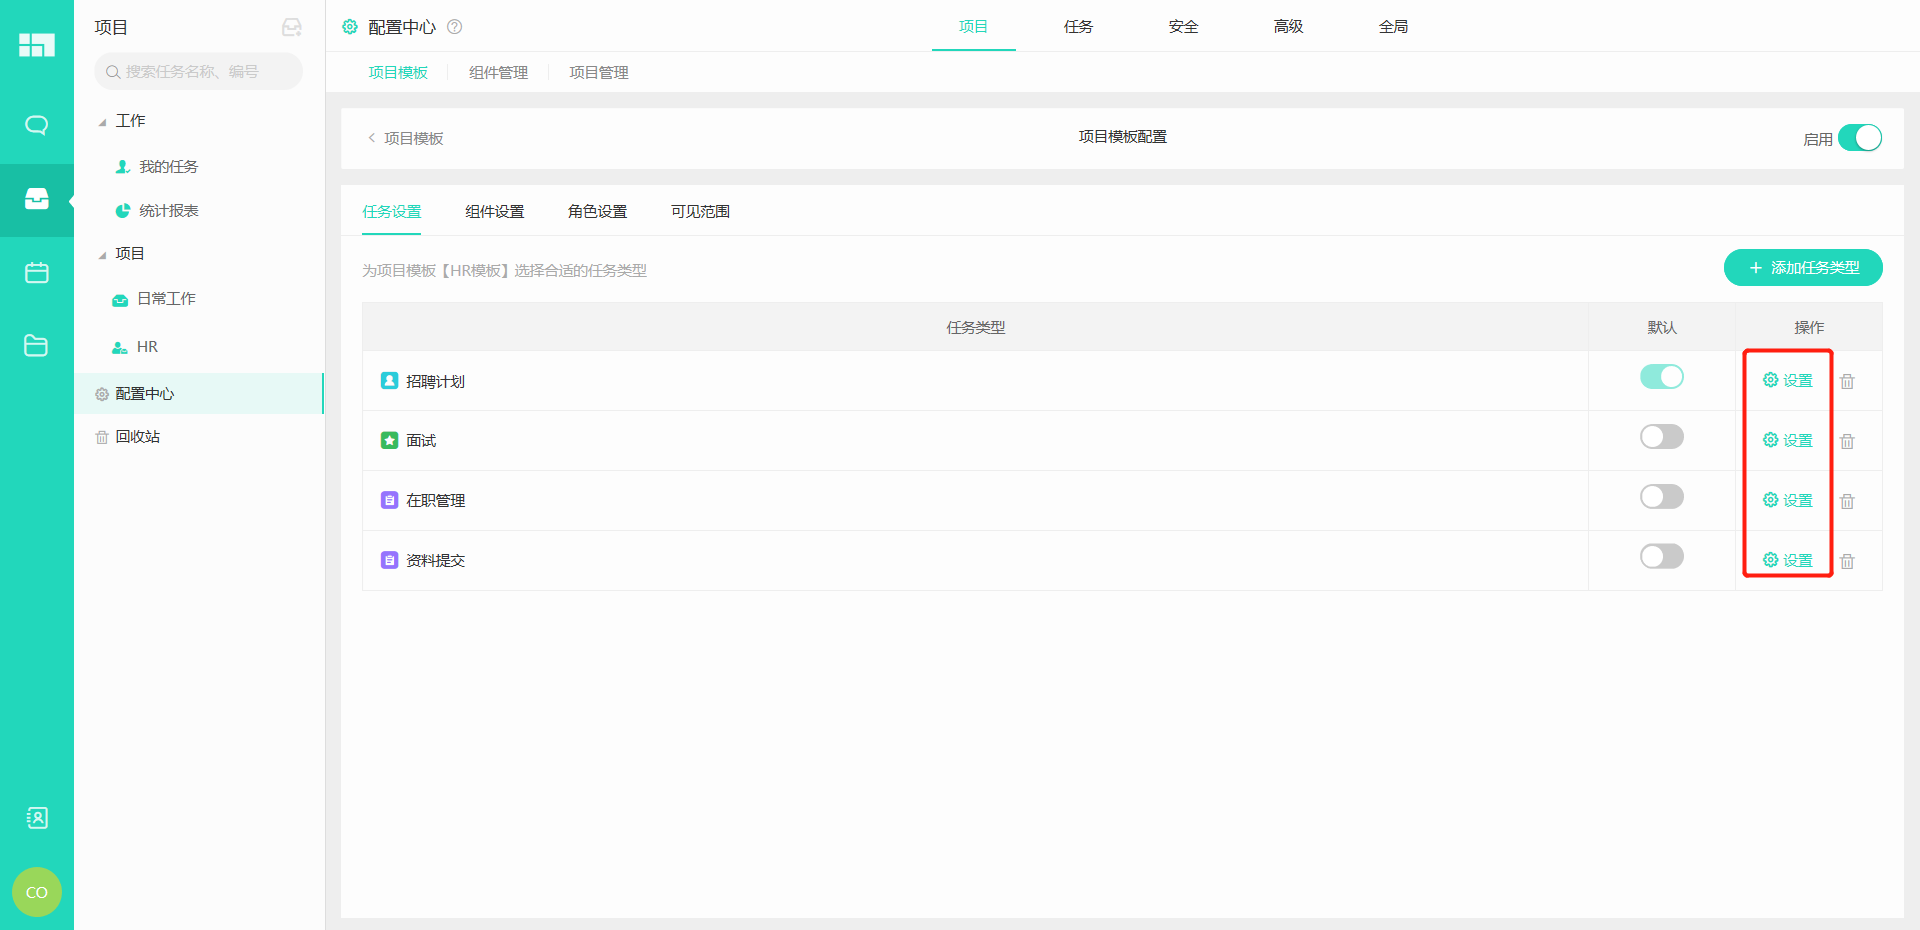 项目
搜索任务名称、编号
工作
我的任务
统计报表
项目
日常工作
HR
配置中心
回收站
CO
配置中心 ?
项目 任务 安全 高级 全局
项目模板 组件管理 项目管理
< 项目模板
项目模板配置
启用
任务设置 组件设置 角色设置 可见范围
为项目模板【HR模板】选择合适的任务类型
+ 添加任务类型
任务类型 默认 操作
招聘计划 设置
面试 设置
在职管理 设置
资料提交 设置